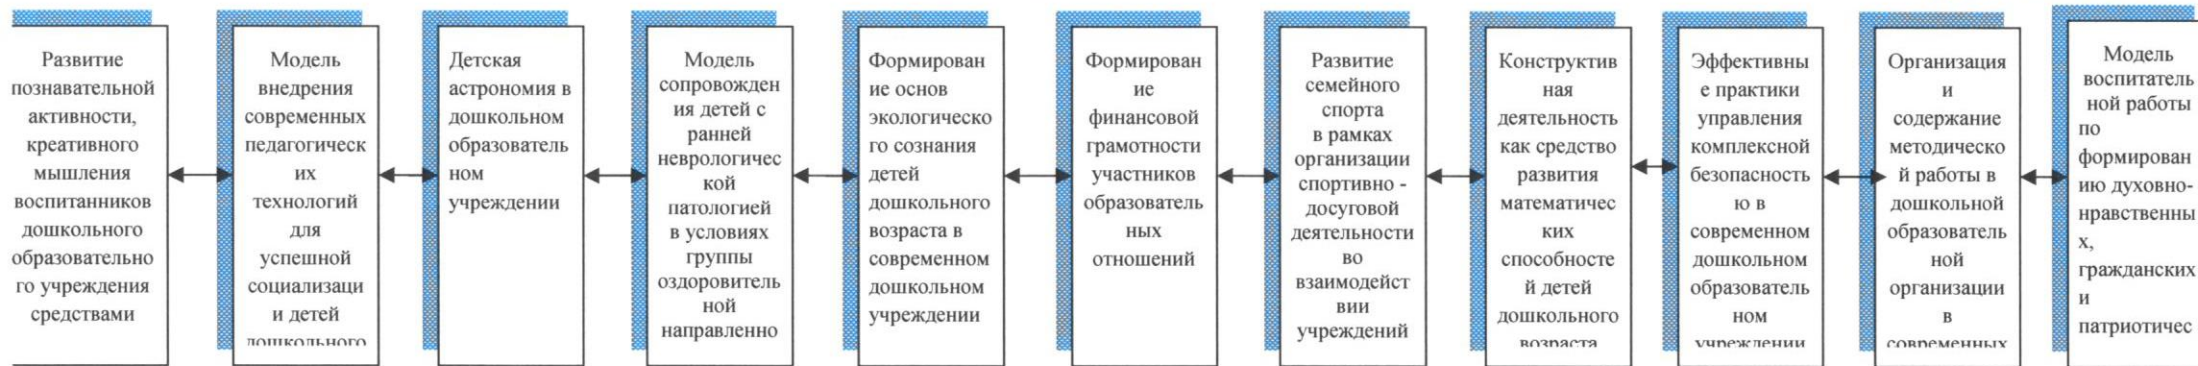 Развитие
познавательной
активности,
креативного
мышления
воспитанников
дошкольного
образовательно
го учреждения
средствами
Модель
внедрения
современных
педагогическ
их
технологий
для
успешной
социализаци
и детей
дошкольного
Детская
астрономия в
дошкольном
образователь
ном
учреждении
Модель
сопровожден
ия детей с
ранней
неврологичес
кой
патологией
в условиях
группы
оздоровитель
ной
направленно
Формирован
ие основ
экологическо
го сознания
детей
дошкольного
возраста в
современном
дошкольном
учреждении
Формирован
ие
финансовой
грамотности
участников
образователь
ных
отношений
Развитие
семейного
спорта
в рамках
организации
спортивно -
досуговой
деятельности
во
взаимодейст
вии
учреждений
Конструктив
ная
деятельность
как средство
развития
математичес
ких
способносте
й детей
дошкольного
возраста
Эффективны
е практики
управления
комплексной
безопасность
ю в
современном
дошкольном
образователь
ном
учреждении
Организация
и
содержание
методическо
й работы в
дошкольной
образователь
ной
организации
в
современных
Модель
воспитатель
ной работы
по
формирован
ию духовно-
нравственны
х,
гражданских
и
патриотичес